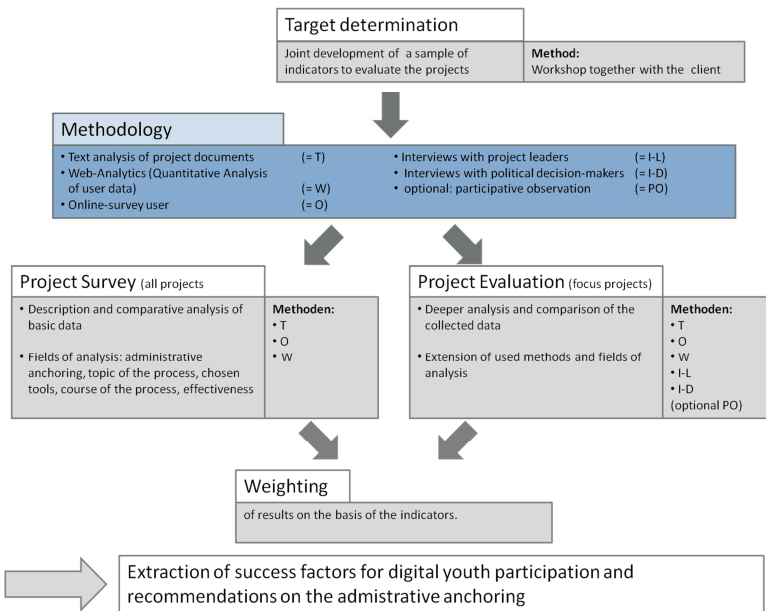 Target determination
Joint development of a sample of
indicators to evaluate the projects
Method:
Workshop together with the client
Methodology
• Text analysis of project documents (= T)
• Web-Analytics (Quantitative Analysis
of user data) (= W)
• Online-survey user (= O)
• Interviews with project leaders (= I-L)
• Interviews with political decision-makers (= I-D)
• optional: participative observation (= PO)
Project Survey (all projects
• Description and comparative analysis of
basic data
• Fields of analysis: administrative
anchoring, topic of the process, chosen
tools, course of the process, effectiveness
Methoden:
• T
• O
• W
Project Evaluation (focus projects)
• Deeper analysis and comparison of the
collected data
• Extension of used methods and fields of
analysis
Methoden:
• T
• O
• W
• I-L
• I-D
(optional PO)
Weighting
of results on the basis of the indicators.
Extraction of success factors for digital youth participation and
recommendations on the admistrative anchoring